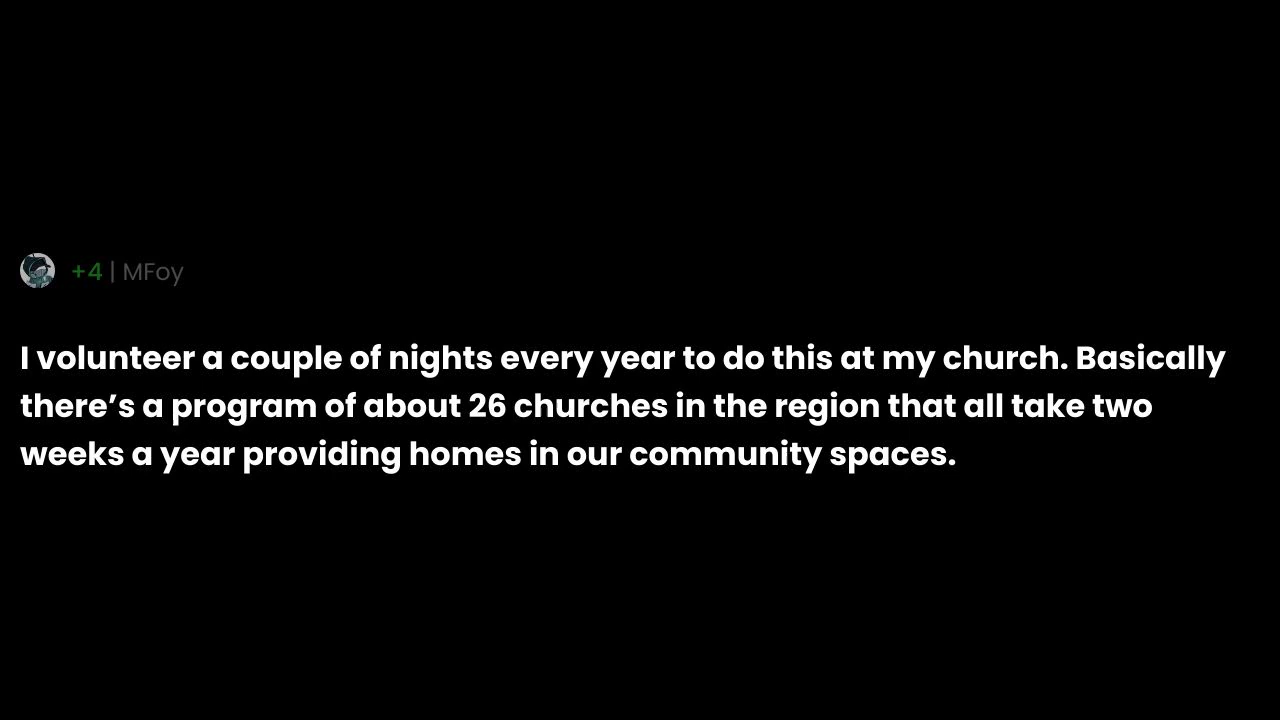 +4 | MFoy
I volunteer a couple of nights every year to do this at my church. Basically
there’s a program of about 26 churches in the region that all take two
weeks a year providing homes in our community spaces.